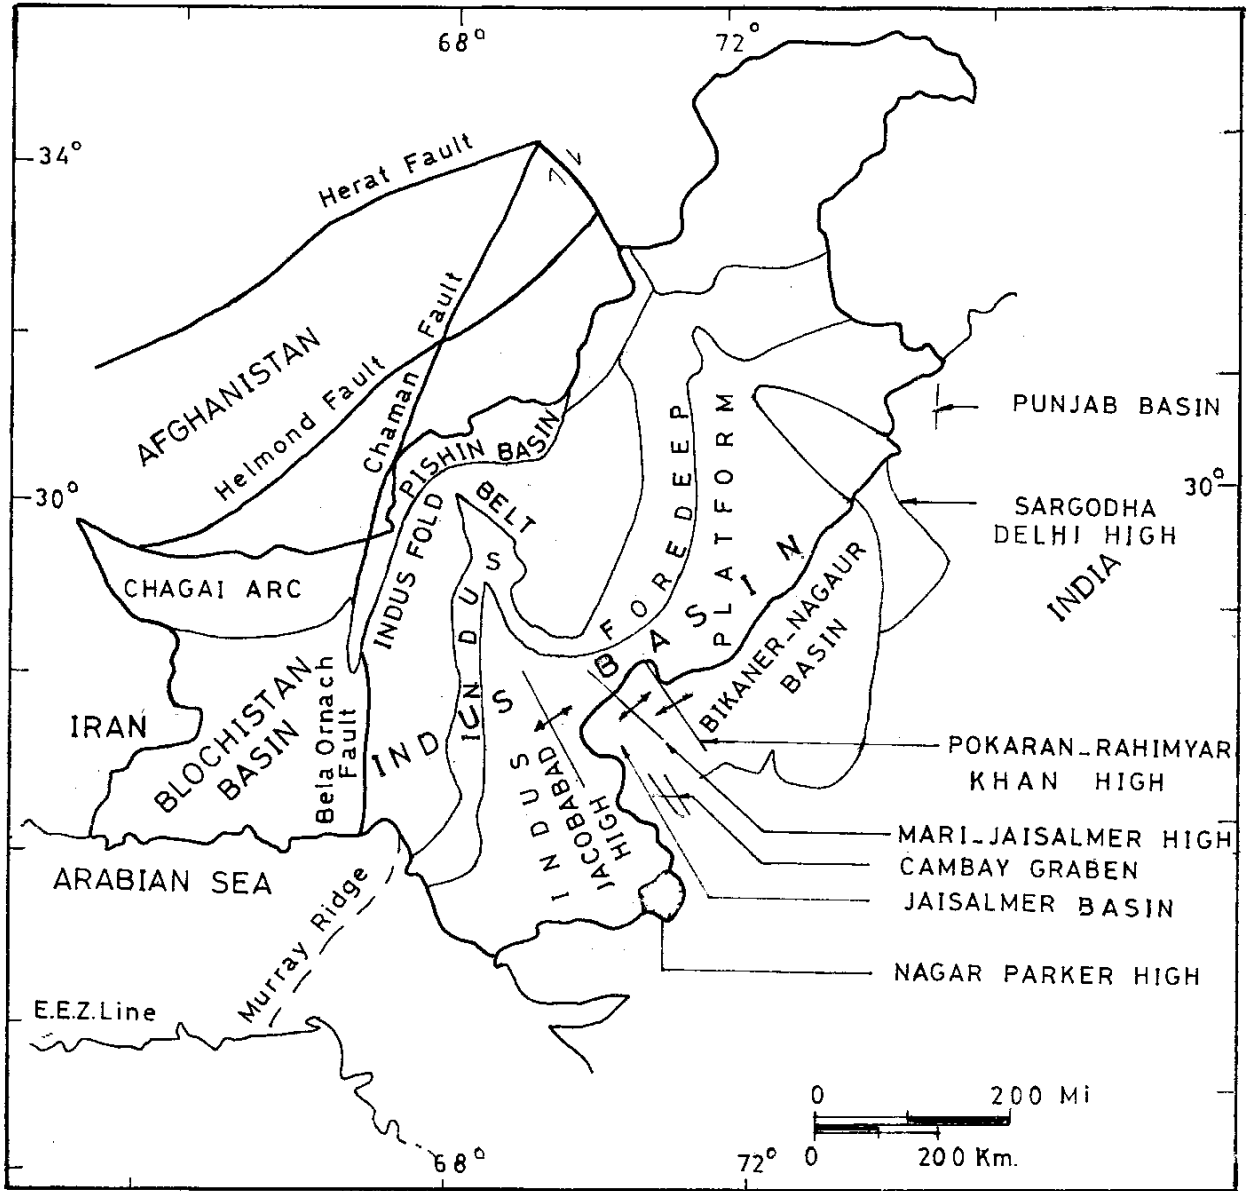 68°
72°
34°
Herat Fault
AFGHANISTAN
Helmond Fault
Chaman Fault
PISHIN BASIN
30°
30°
INDUS FOLD BELT
CHAGAI ARC
FOREDEEP
PLATFORM
PUNJAB BASIN
SARGODHA
DELHI HIGH
INDIA
INDUS
INDUS BASIN
BIKANER-NAGAUR
BASIN
IRAN
BLOCHISTAN
BASIN
Bela Ornach
Fault
INDUS
JACOBABAD
HIGH
POKARAN-RAHIMYAR
KHAN HIGH
MARI-JAISALMER HIGH
CAMBAY GRABEN
JAISALMER BASIN
NAGAR PARKER HIGH
ARABIAN SEA
Murray Ridge
E.E.Z. Line
0 200 Mi
0 200 Km.
68°
72°